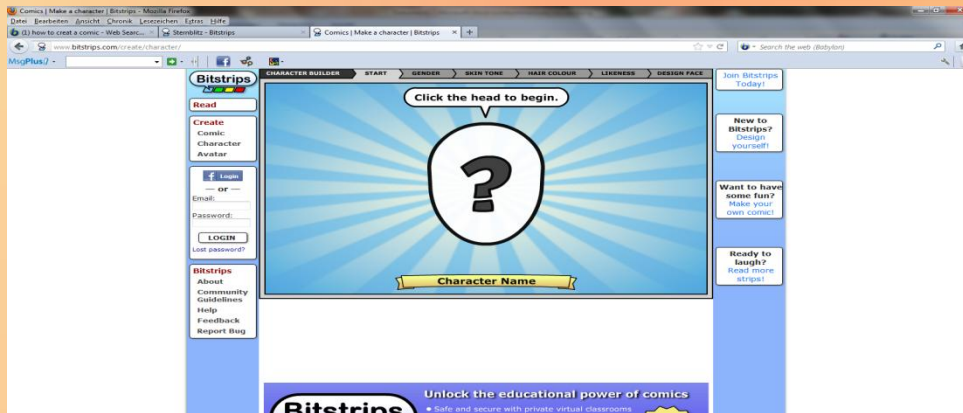 Comics | Make a character | Bitstrips - Mozilla Firefox
Datei Bearbeiten Ansicht Chronik Lesezeichen Extras Hilfe
(1) how to creat a comic - Web Searc...
Sternblitz - Bitstrips
Comics | Make a character | Bitstrips
www.bitstrips.com/create/character/
Search the web (Babylon)
MsgPlus
Bitstrips
Read
Create
Comic
Character
Avatar
Login
— or —
Email:
Password:
LOGIN
Lost password?
Bitstrips
About
Community
Guidelines
Help
Feedback
Report Bug
CHARACTER BUILDER START GENDER SKIN TONE HAIR COLOUR LIKENESS DESIGN FACE
Click the head to begin.
?
Character Name
Join Bitstrips
Today!
New to
Bitstrips?
Design
yourself!
Want to have
some fun?
Make your
own comic!
Ready to
laugh?
Read more
strips!
Bitstrips
Unlock the educational power of comics
• Safe and secure with private virtual classrooms